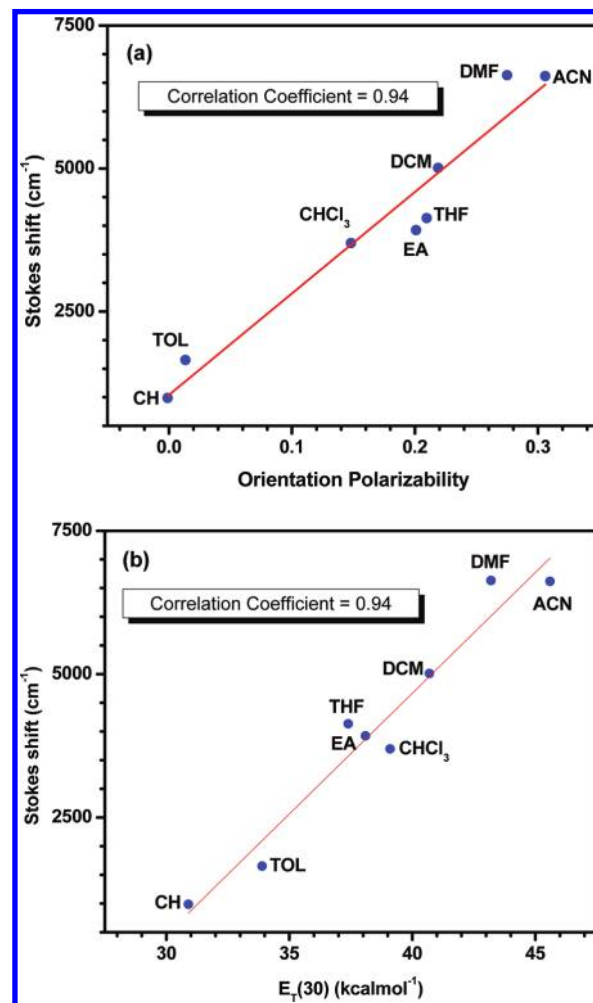 (a)
Correlation Coefficient = 0.94
7500
5000
2500
Stokes shift (cm⁻¹)
DMF
ACN
DCM
CHCl₃
THF
EA
TOL
CH
0.0 0.1 0.2 0.3
Orientation Polarizability
(b)
Correlation Coefficient = 0.94
7500
5000
2500
Stokes shift (cm⁻¹)
DMF
ACN
DCM
THF
EA
CHCl₃
TOL
CH
30 35 40 45
E_T(30) (kcalmol⁻¹)